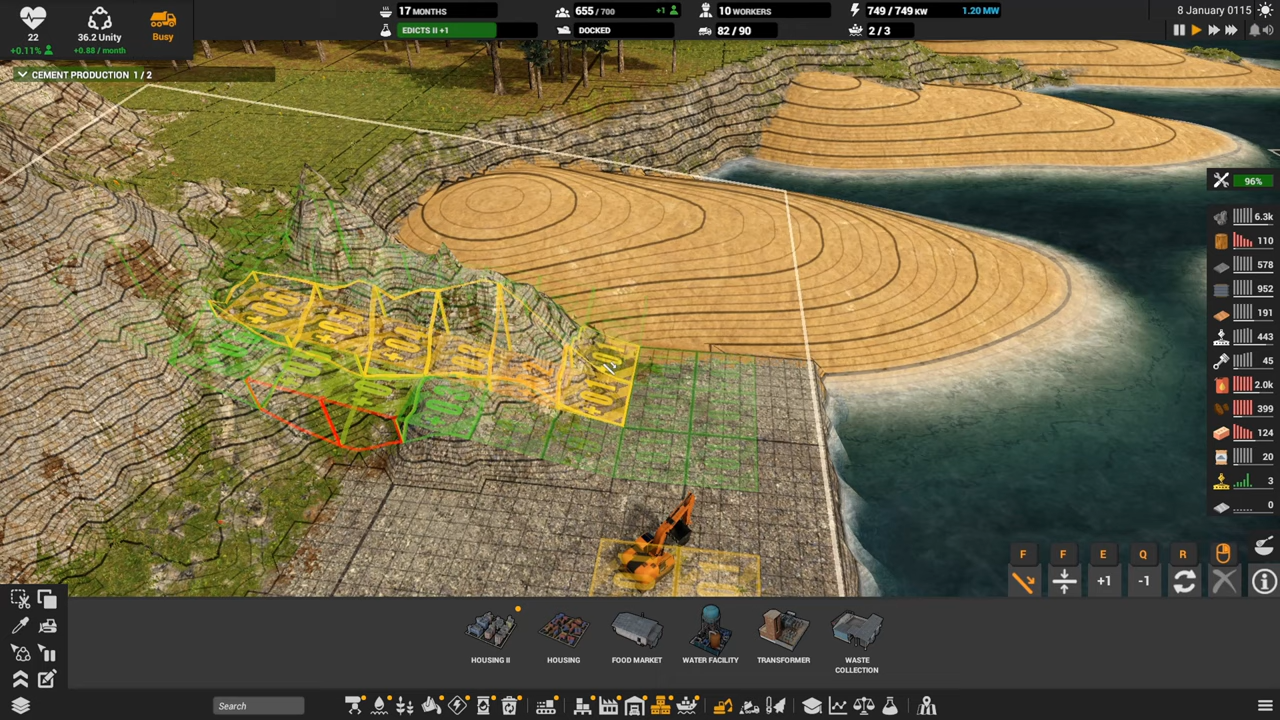 17 MONTHS
655 / 700
+1
10 WORKERS
749 / 749 KW
1.20 MW
8 January 0115
22
36.2 Unity
Busy
+0.11%
+0.88 / month
EDICTS II +1
DOCKED
82 / 90
2 / 3
CEMENT PRODUCTION 1 / 2
96%
6.3k
110
578
952
191
443
45
2.0k
399
124
20
3
0
F
F
E
Q
R
+1
-1
HOUSING II
HOUSING
FOOD MARKET
WATER FACILITY
TRANSFORMER
WASTE
COLLECTION
Search